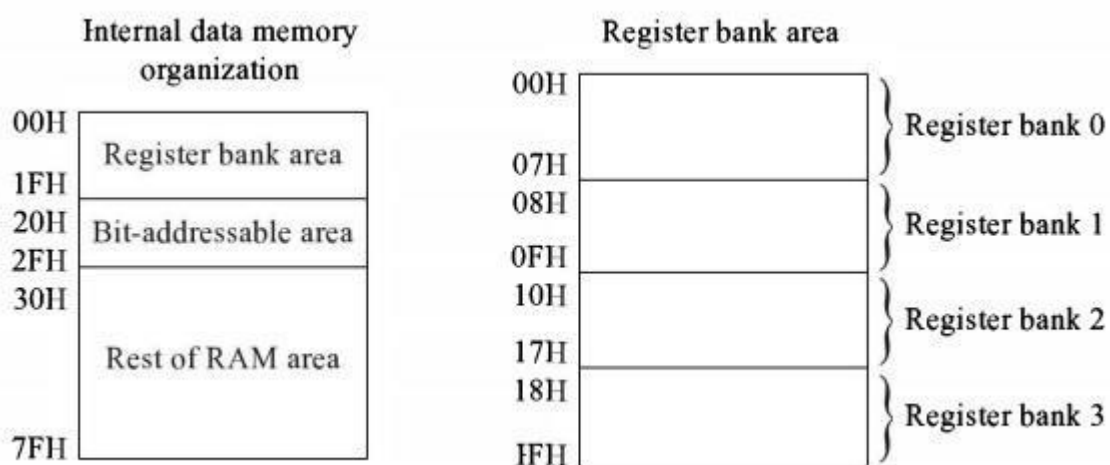 Internal data memory
organization
00H
Register bank area
1FH
20H
Bit-addressable area
2FH
30H
Rest of RAM area
7FH
Register bank area
00H
Register bank 0
07H
08H
Register bank 1
0FH
10H
Register bank 2
17H
18H
Register bank 3
1FH